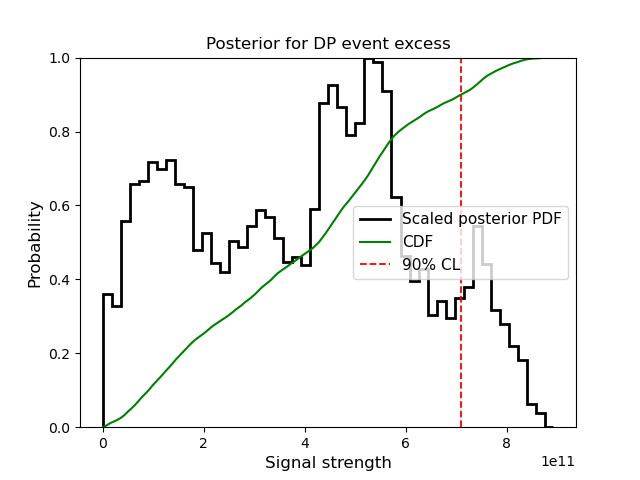 Posterior for DP event excess
1.0
0.8
0.6
0.4
0.2
0.0
Probability
Scaled posterior PDF
CDF
90% CL
0
2
4
6
8
1e11
Signal strength